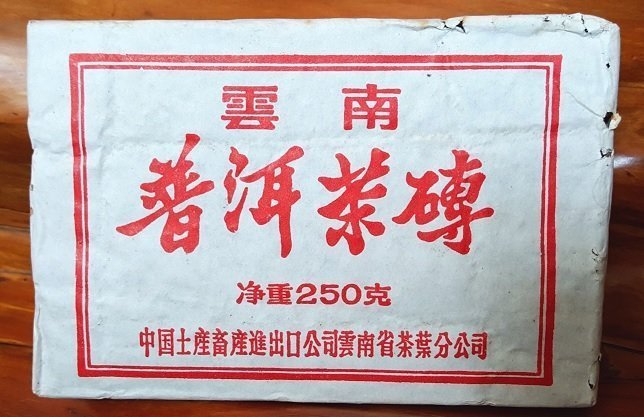 雲南
普洱茶磚
净重250克
中国土産畜産進出口公司雲南省茶葉分公司